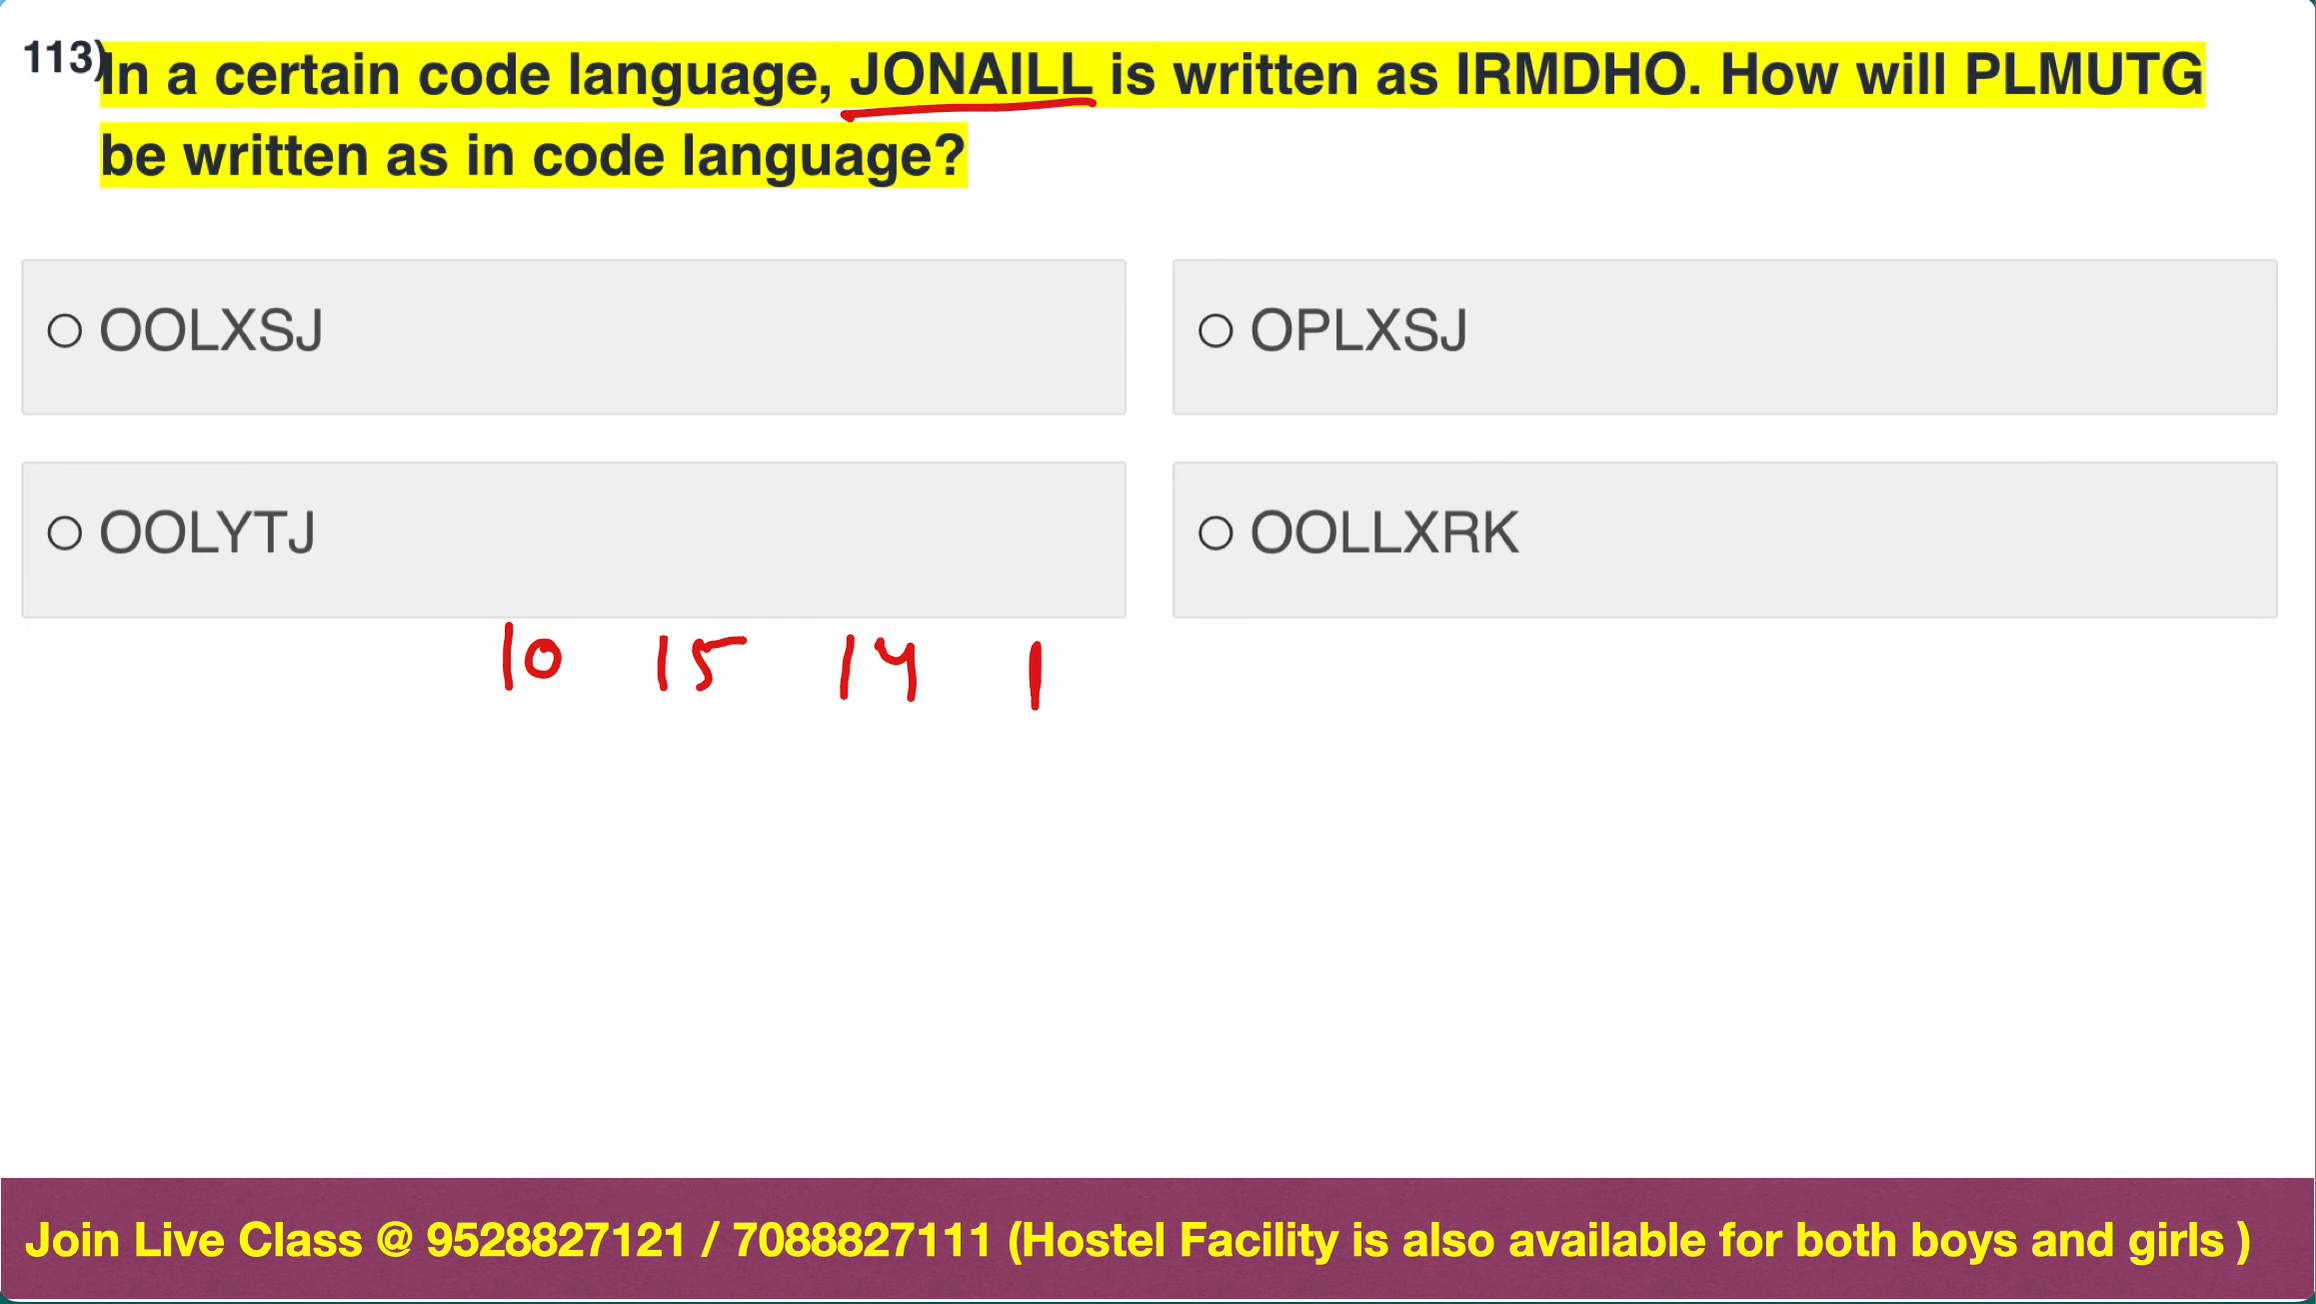 113) In a certain code language, JONAILL is written as IRMDHO. How will PLMUTG
be written as in code language?
OOLXSJ
OPLXSJ
OOLYTJ
OOLLXRK
10 15 14 1
Join Live Class @ 9528827121 / 7088827111 (Hostel Facility is also available for both boys and girls )